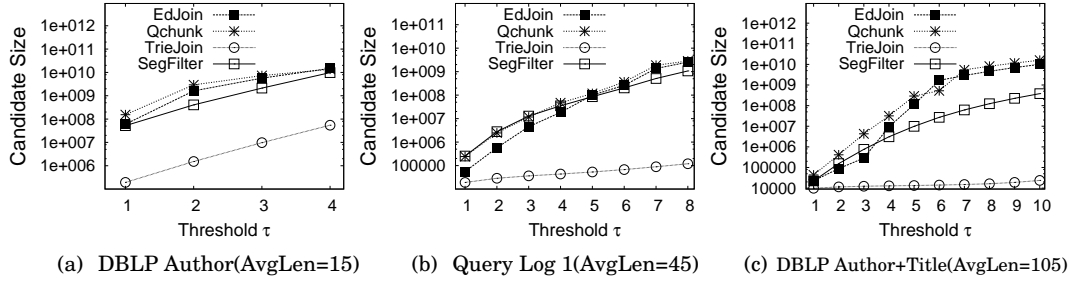 Candidate Size
1e+012
1e+011
1e+010
1e+009
1e+008
1e+007
1e+006
EdJoin
Qchunk
TrieJoin
SegFilter
1 2 3 4
Threshold τ
(a) DBLP Author(AvgLen=15)
Candidate Size
1e+011
1e+010
1e+009
1e+008
1e+007
1e+006
100000
EdJoin
Qchunk
TrieJoin
SegFilter
1 2 3 4 5 6 7 8
Threshold τ
(b) Query Log 1(AvgLen=45)
Candidate Size
1e+012
1e+011
1e+010
1e+009
1e+008
1e+007
1e+006
100000
10000
EdJoin
Qchunk
TrieJoin
SegFilter
1 2 3 4 5 6 7 8 9 10
Threshold τ
(c) DBLP Author+Title(AvgLen=105)